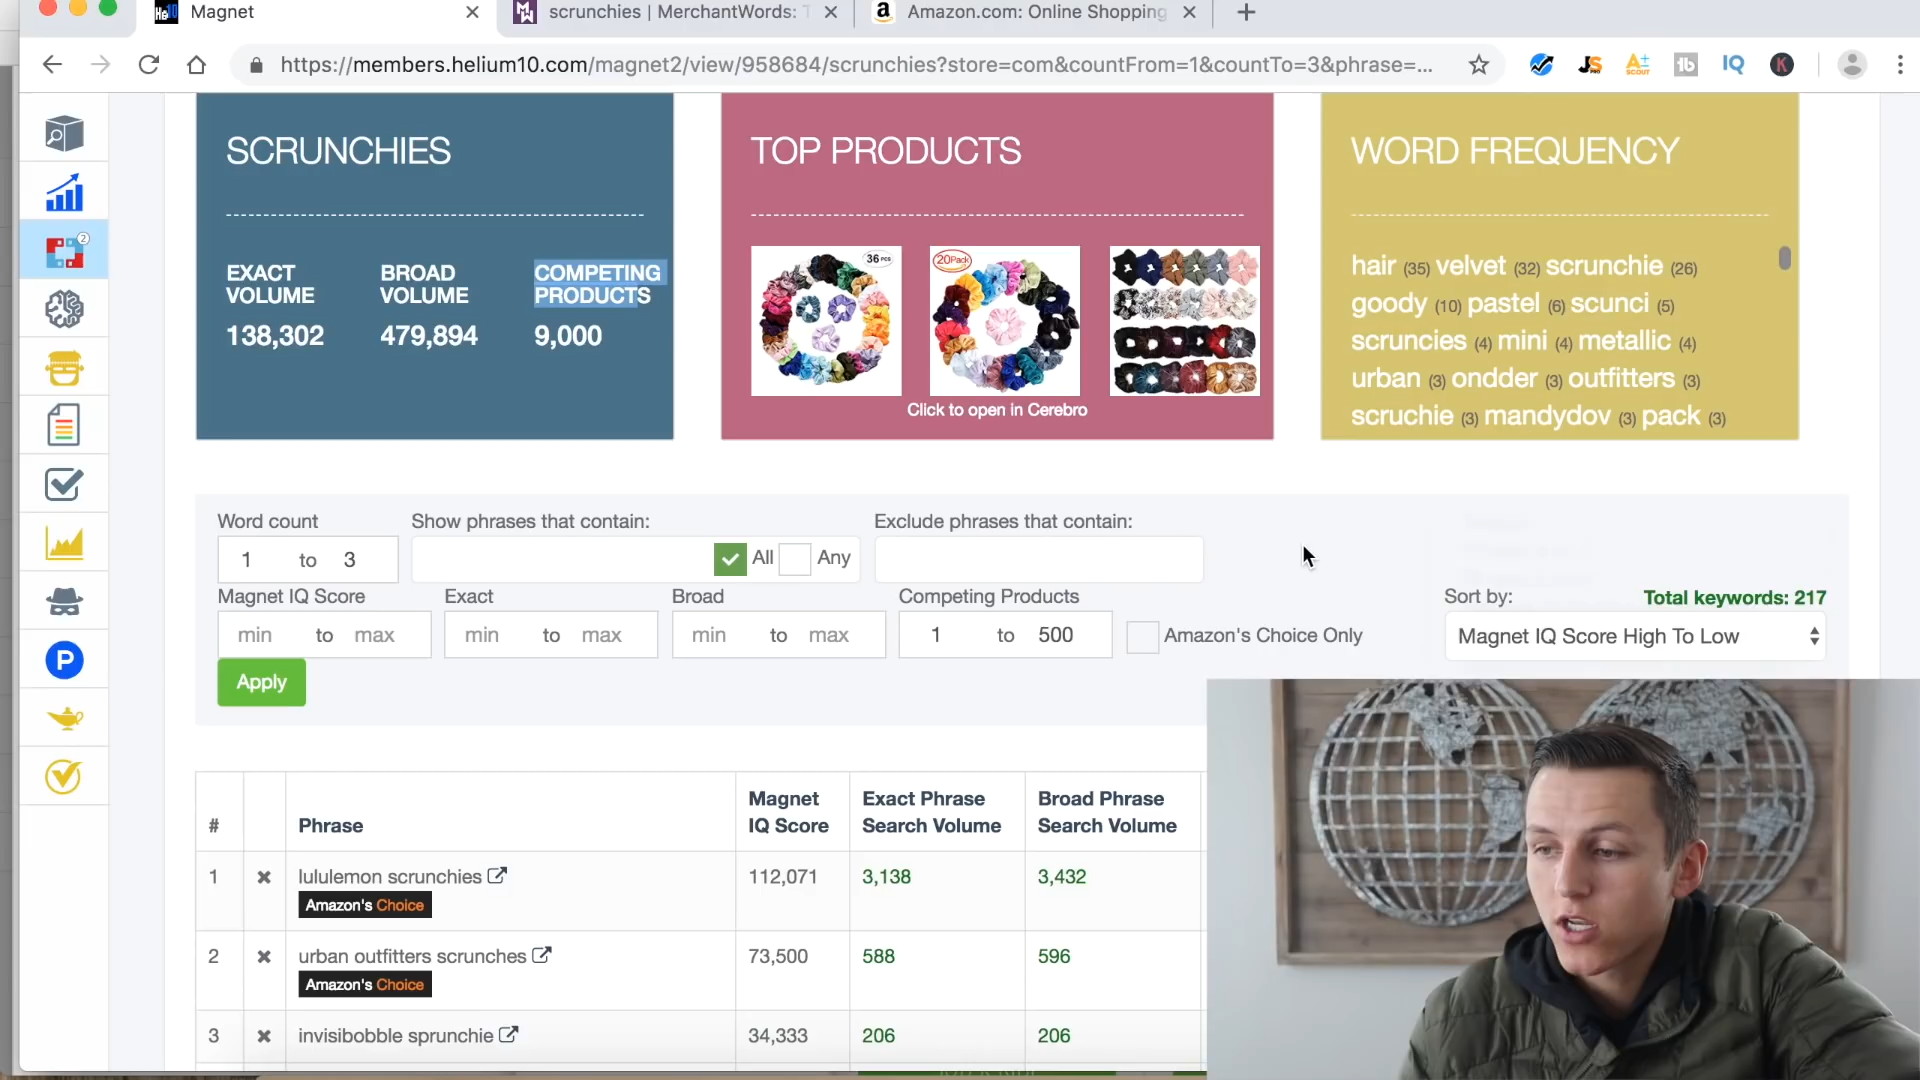 Magnet
scrunchies | MerchantWords: T
Amazon.com: Online Shopping
https://members.helium10.com/magnet2/view/958684/scrunchies?store=com&countFrom=1&countTo=3&phrase=...
SCRUNCHIES
EXACT VOLUME
138,302
BROAD VOLUME
479,894
COMPETING PRODUCTS
9,000
TOP PRODUCTS
36 PCS
20Pack
Click to open in Cerebro
WORD FREQUENCY
hair (35) velvet (32) scrunchie (26)
goody (10) pastel (6) scunci (5)
scruncies (4) mini (4) metallic (4)
urban (3) ondder (3) outfitters (3)
scruchie (3) mandydov (3) pack (3)
2
P
Word count
1 to 3
Show phrases that contain:
All Any
Exclude phrases that contain:
Magnet IQ Score
min to max
Exact
min to max
Broad
min to max
Competing Products
1 to 500
Amazon's Choice Only
Sort by:
Total keywords: 217
Magnet IQ Score High To Low
Apply
# Phrase Magnet IQ Score Exact Phrase Search Volume Broad Phrase Search Volume
1 lululemon scrunchies 112,071 3,138 3,432
Amazon's Choice
2 urban outfitters scrunches 73,500 588 596
Amazon's Choice
3 invisibobble sprunchie 34,333 206 206